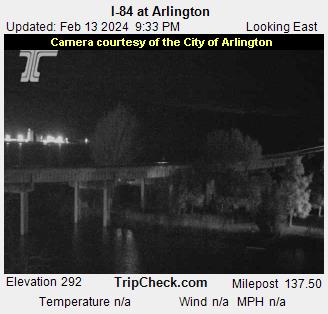 I-84 at Arlington
Updated: Feb 13 2024 9:33 PM Looking East
Camera courtesy of the City of Arlington
Elevation 292 TripCheck.com Milepost 137.50
Temperature n/a Wind n/a MPH n/a